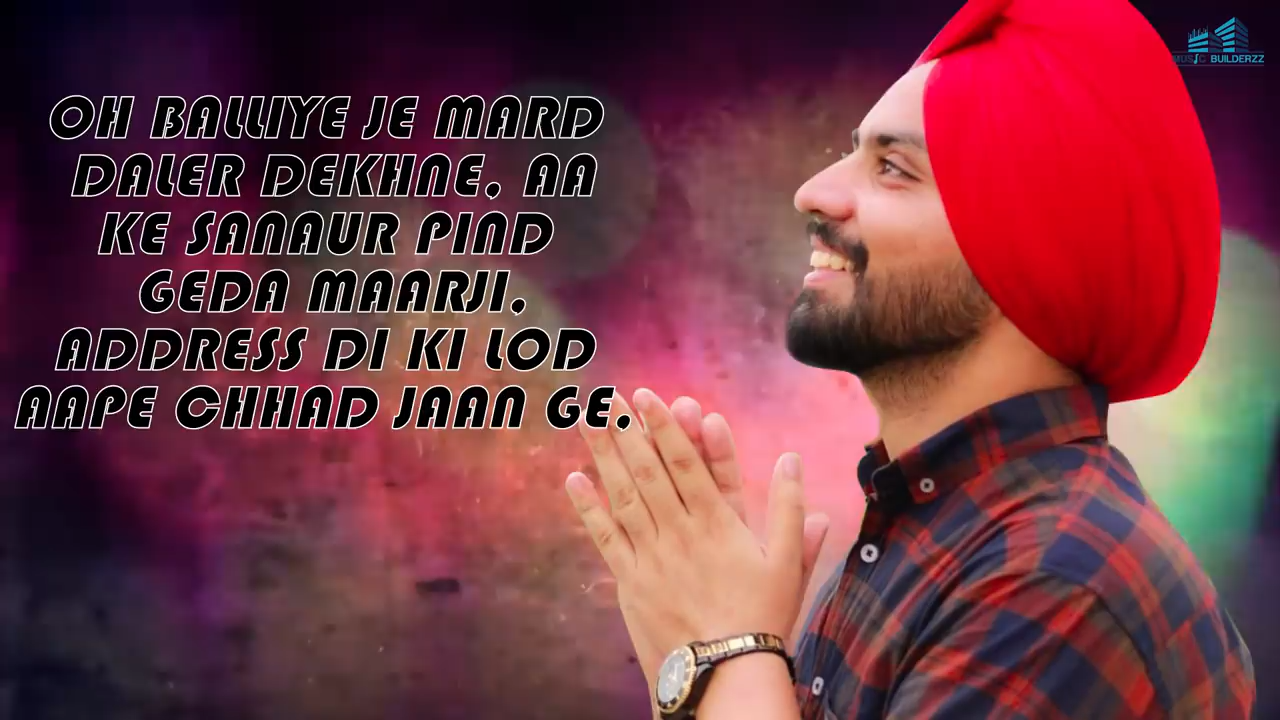 OH BALLIYE JE MARD
DALER DEKHNE, AA
KE SANAUR PIND
GEDA MAARJI,
ADDRESS DI KI LOD
AAPE CHHAD JAAN GE,
MUSIC BUILDERZZ